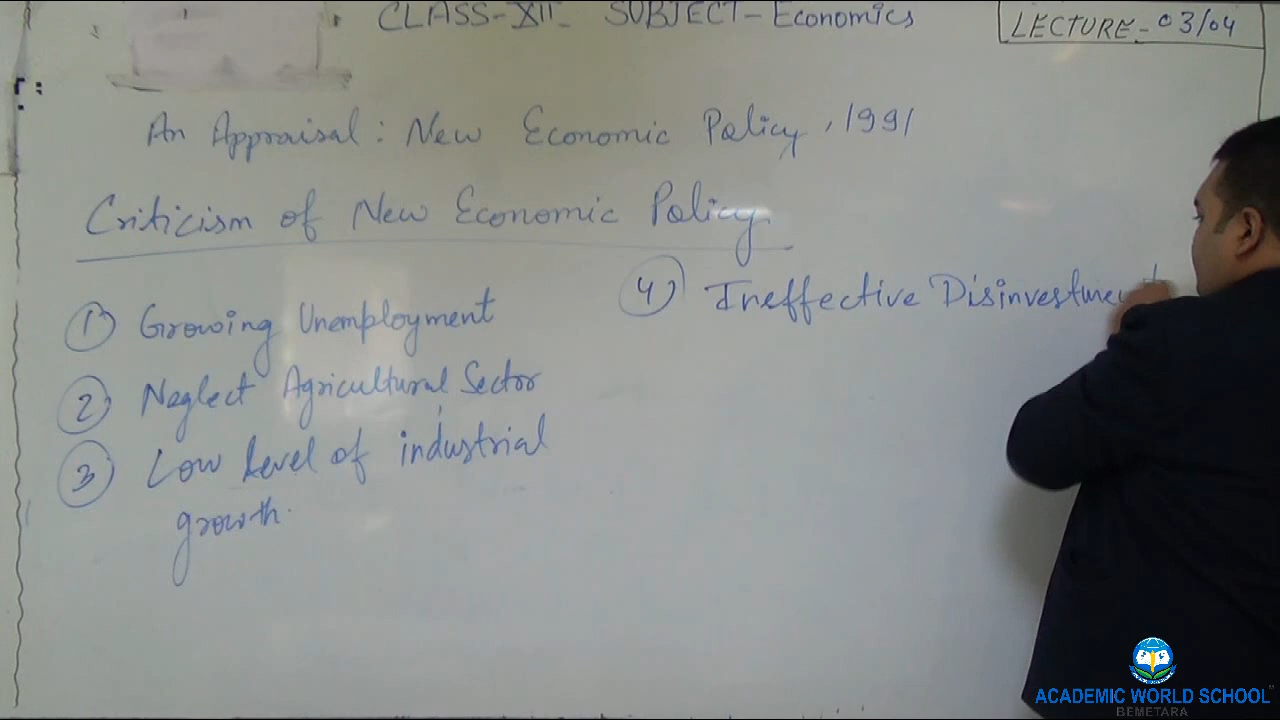 CLASS-XII SUBJECT-Economics
LECTURE-03/04
An Appraisal: New Economic Policy, 1991
Criticism of New Economic Policy
① Growing Unemployment
② Neglect Agricultural Sector
③ Low level of industrial
growth.
④ Ineffective Disinvestment
ACADEMIC WORLD SCHOOL
BEMETARA